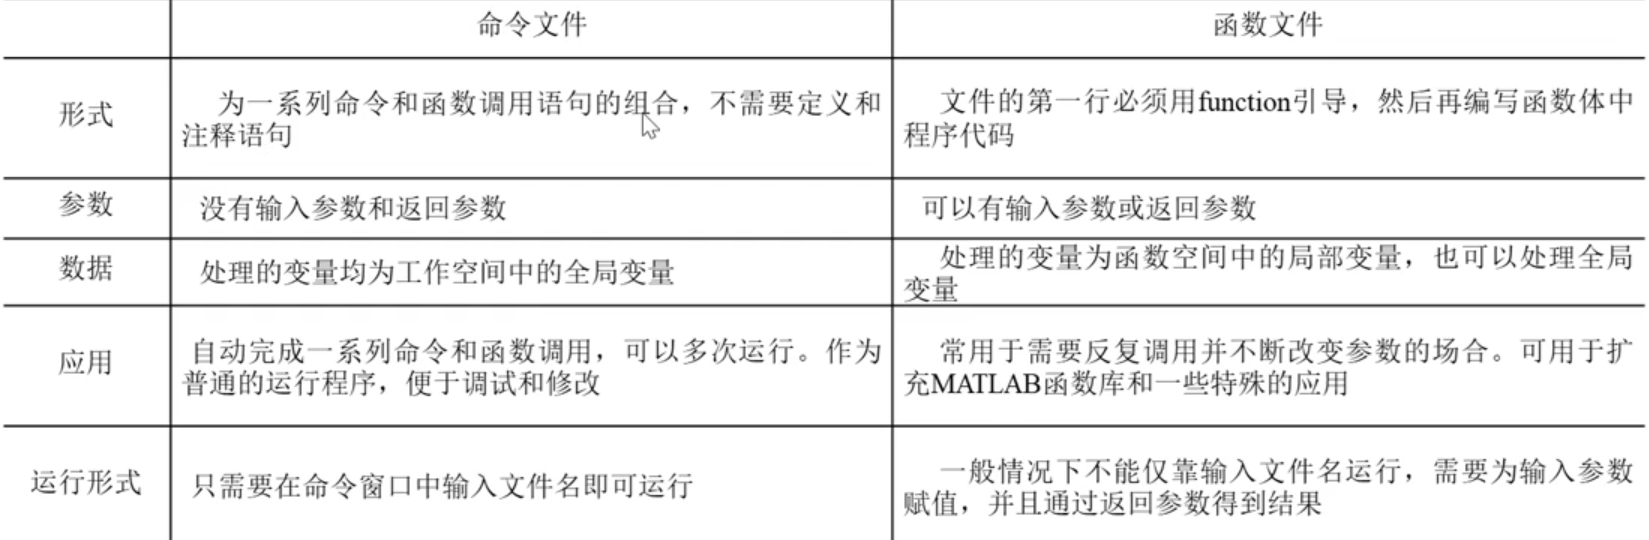 命令文件
函数文件
形式
为一系列命令和函数调用语句的组合，不需要定义和
注释语句
文件的第一行必须用function引导，然后再编写函数体中
程序代码
参数
没有输入参数和返回参数
可以有输入参数或返回参数
数据
处理的变量均为工作空间中的全局变量
处理的变量为函数空间中的局部变量，也可以处理全局
变量
应用
自动完成一系列命令和函数调用，可以多次运行。作为
普通的运行程序，便于调试和修改
常用于需要反复调用并不断改变参数的场合。可用于扩
充MATLAB函数库和一些特殊的应用
运行形式
只需要在命令窗口中输入文件名即可运行
一般情况下不能仅靠输入文件名运行，需要为输入参数
赋值，并且通过返回参数得到结果